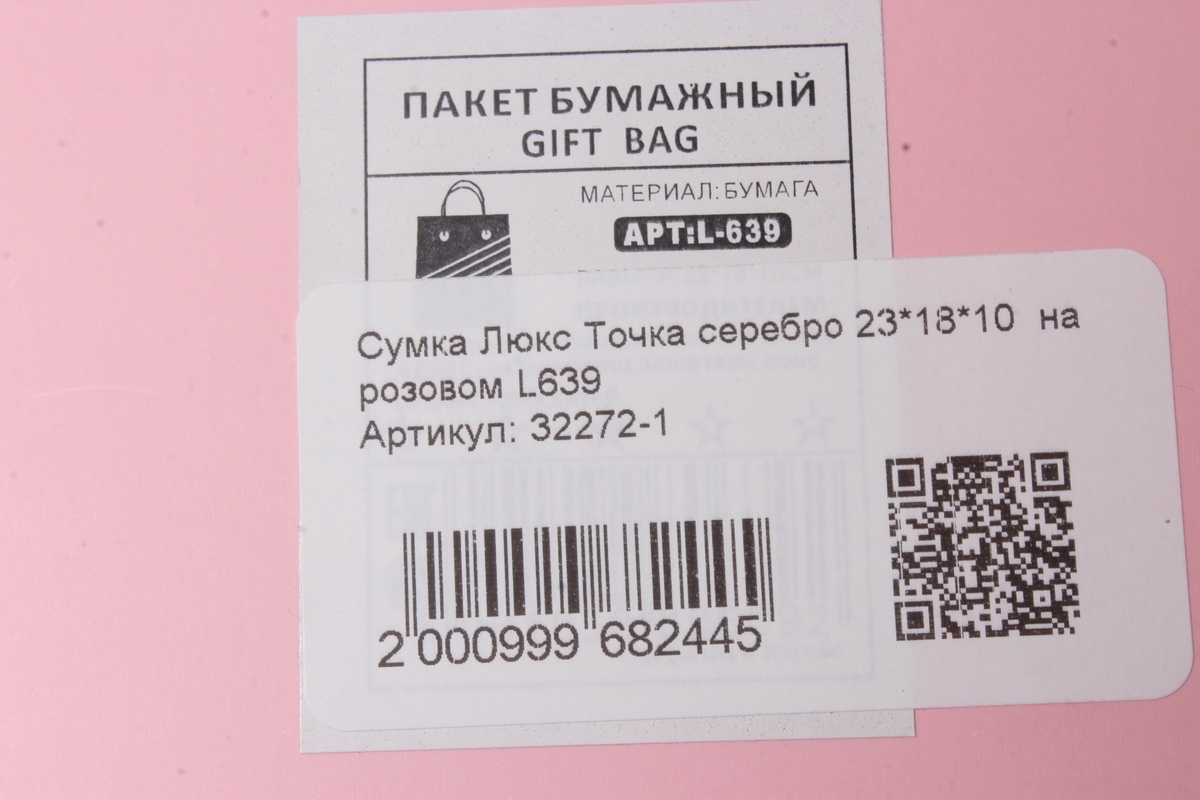 ПАКЕТ БУМАЖНЫЙ
GIFT BAG
МАТЕРИАЛ: БУМАГА
АРТ:L-639
Сумка Люкс Точка серебро 23*18*10 на
розовом L639
Артикул: 32272-1
2 000999 682445